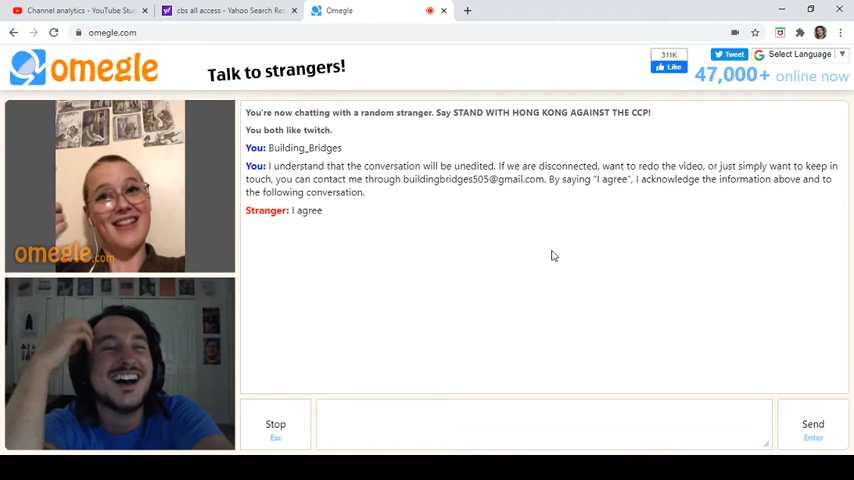 Channel analytics - YouTube Stu
cbs all access - Yahoo Search Re
Omegle
omegle.com
omegle
Talk to strangers!
311K
Like
Tweet
Select Language
47,000+ online now
You're now chatting with a random stranger. Say STAND WITH HONG KONG AGAINST THE CCP!
You both like twitch.
You: Building_Bridges
You: I understand that the conversation will be unedited. If we are disconnected, want to redo the video, or just simply want to keep in
touch, you can contact me through buildingbridges505@gmail.com. By saying "I agree", I acknowledge the information above and to
the following conversation.
Stranger: I agree
omegle.com
Stop
Esc
Send
Enter